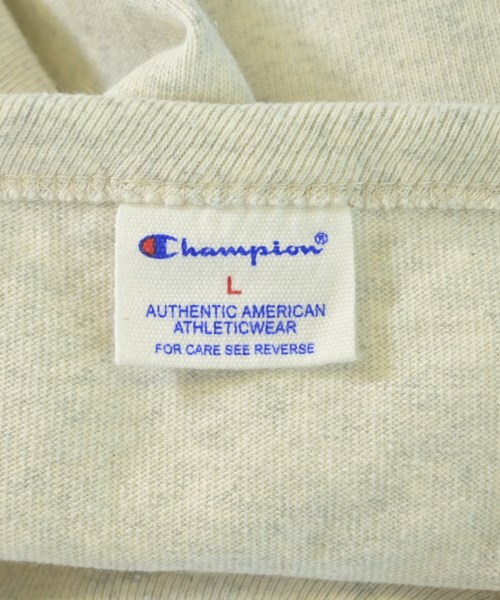 Champion®
L
AUTHENTIC AMERICAN
ATHLETICWEAR
FOR CARE SEE REVERSE